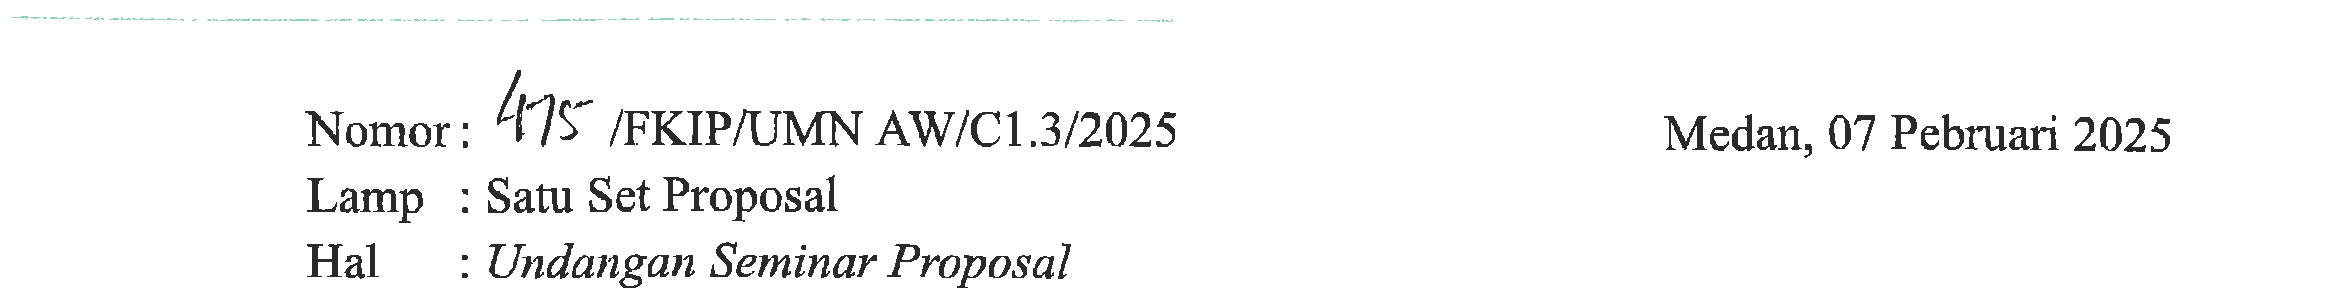 Nomor : 475 /FKIP/UMN AW/C1.3/2025 Medan, 07 Pebruari 2025
Lamp : Satu Set Proposal
Hal : Undangan Seminar Proposal